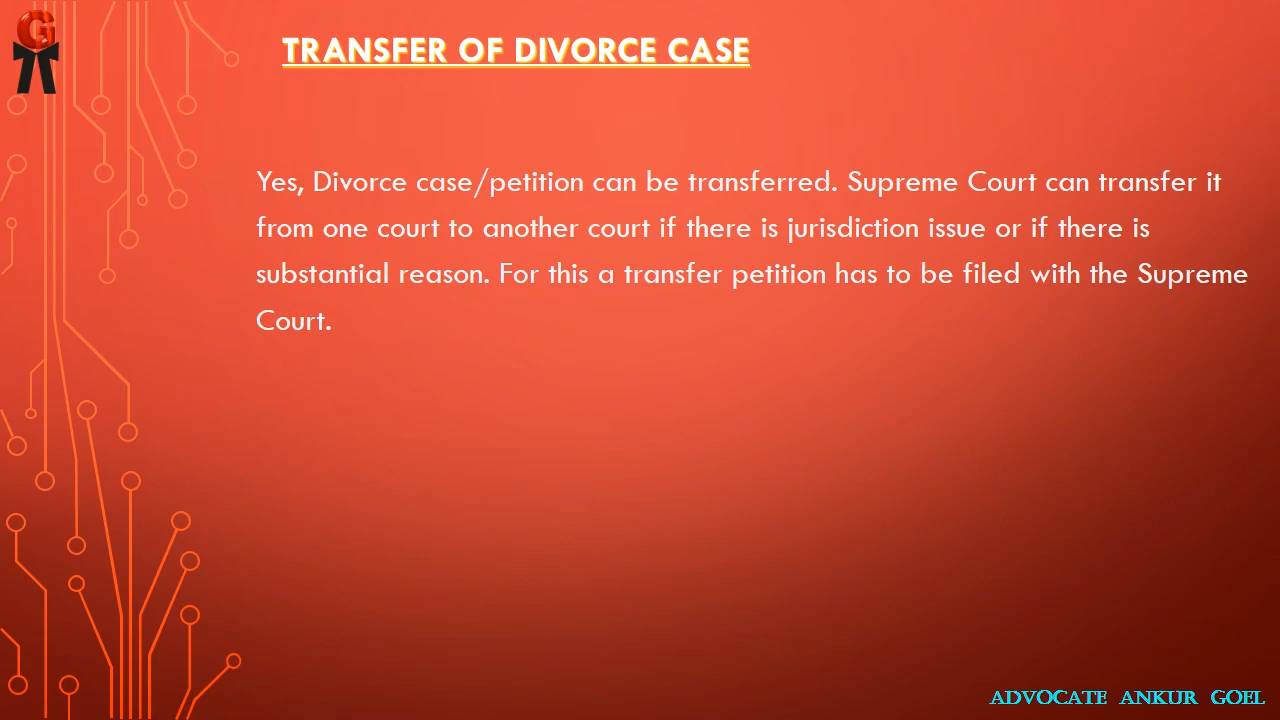 G
TRANSFER OF DIVORCE CASE
Yes, Divorce case/petition can be transferred. Supreme Court can transfer it
from one court to another court if there is jurisdiction issue or if there is
substantial reason. For this a transfer petition has to be filed with the Supreme
Court.
ADVOCATE ANKUR GOEL